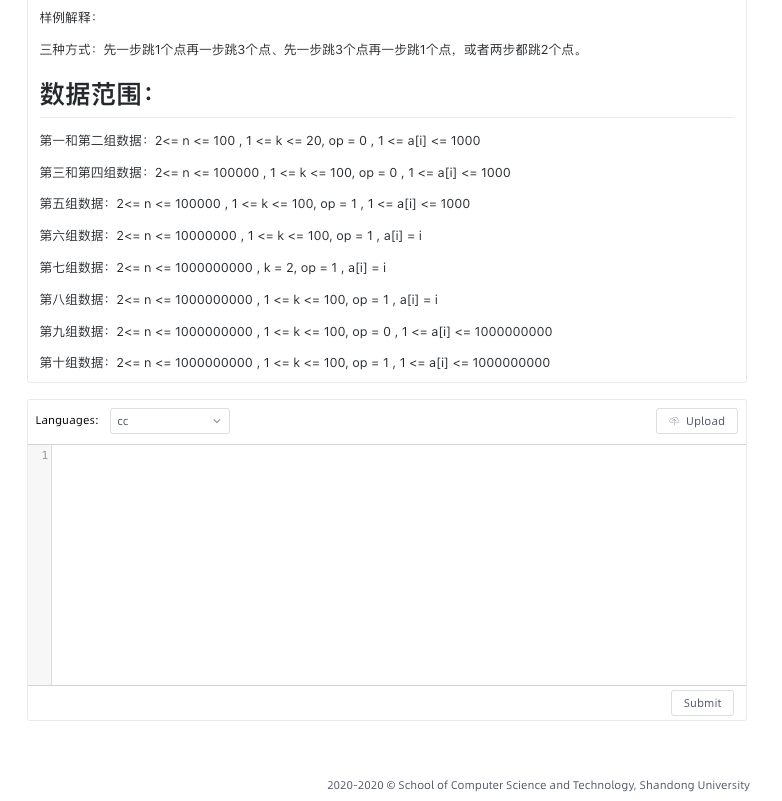 样例解释：
三种方式：先一步跳1个点再一步跳3个点、先一步跳3个点再一步跳1个点，或者两步都跳2个点。
数据范围：
第一和第二组数据：2<= n <= 100 , 1 <= k <= 20, op = 0 , 1 <= a[i] <= 1000
第三和第四组数据：2<= n <= 100000 , 1 <= k <= 100, op = 0 , 1 <= a[i] <= 1000
第五组数据：2<= n <= 100000 , 1 <= k <= 100, op = 1 , 1 <= a[i] <= 1000
第六组数据：2<= n <= 10000000 , 1 <= k <= 100, op = 1 , a[i] = i
第七组数据：2<= n <= 1000000000 , k = 2, op = 1 , a[i] = i
第八组数据：2<= n <= 1000000000 , 1 <= k <= 100, op = 1 , a[i] = i
第九组数据：2<= n <= 1000000000 , 1 <= k <= 100, op = 0 , 1 <= a[i] <= 1000000000
第十组数据：2<= n <= 1000000000 , 1 <= k <= 100, op = 1 , 1 <= a[i] <= 1000000000
Languages: cc Upload
1
Submit
2020-2020 © School of Computer Science and Technology, Shandong University